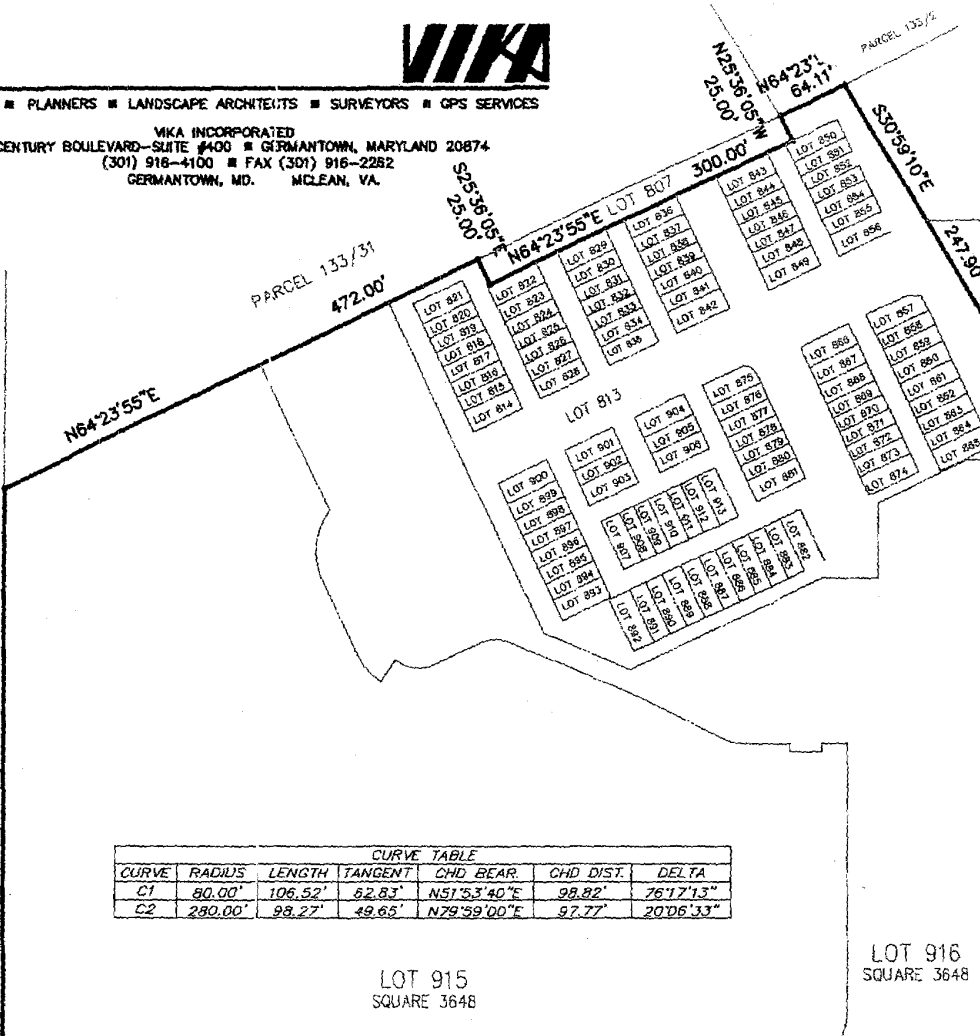 VIKA
■ PLANNERS ■ LANDSCAPE ARCHITECTS ■ SURVEYORS ■ GPS SERVICES
VIKA INCORPORATED
CENTURY BOULEVARD-SUITE #400 ■ GERMANTOWN, MARYLAND 20874
(301) 916-4100 ■ FAX (301) 916-2262
GERMANTOWN, MD. MCLEAN, VA.
PARCEL 133/2
N64°23'
64.17'
N25°36'05"W
25.00'
S30°59'10"E
247.90
S25°36'05"E
25.00'
N64°23'55"E
LOT 807
300.00'
PARCEL 133/31
472.00'
N64°23'55"E
LOT 850
LOT 851
LOT 852
LOT 853
LOT 854
LOT 855
LOT 856
LOT 843
LOT 844
LOT 845
LOT 846
LOT 847
LOT 848
LOT 849
LOT 836
LOT 837
LOT 838
LOT 839
LOT 840
LOT 841
LOT 842
LOT 829
LOT 830
LOT 831
LOT 832
LOT 833
LOT 834
LOT 835
LOT 822
LOT 823
LOT 824
LOT 825
LOT 826
LOT 827
LOT 828
LOT 821
LOT 820
LOT 819
LOT 818
LOT 817
LOT 816
LOT 815
LOT 814
LOT 813
LOT 857
LOT 858
LOT 859
LOT 860
LOT 861
LOT 862
LOT 863
LOT 864
LOT 865
LOT 866
LOT 867
LOT 868
LOT 869
LOT 870
LOT 871
LOT 872
LOT 873
LOT 874
LOT 875
LOT 876
LOT 877
LOT 878
LOT 879
LOT 880
LOT 881
LOT 904
LOT 905
LOT 906
LOT 901
LOT 902
LOT 903
LOT 900
LOT 899
LOT 898
LOT 897
LOT 896
LOT 895
LOT 894
LOT 893
LOT 907
LOT 908
LOT 909
LOT 910
LOT 911
LOT 912
LOT 913
LOT 892
LOT 891
LOT 890
LOT 889
LOT 888
LOT 887
LOT 886
LOT 885
LOT 884
LOT 883
LOT 882
CURVE TABLE
CURVE RADIUS LENGTH TANGENT CHD BEAR. CHD DIST. DELTA
C1 80.00' 106.52' 62.83' N51°53'40"E 98.82' 76°17'13"
C2 280.00' 98.27' 49.65' N79°59'00"E 97.77' 20°06'33"
LOT 915
SQUARE 3648
LOT 916
SQUARE 3648